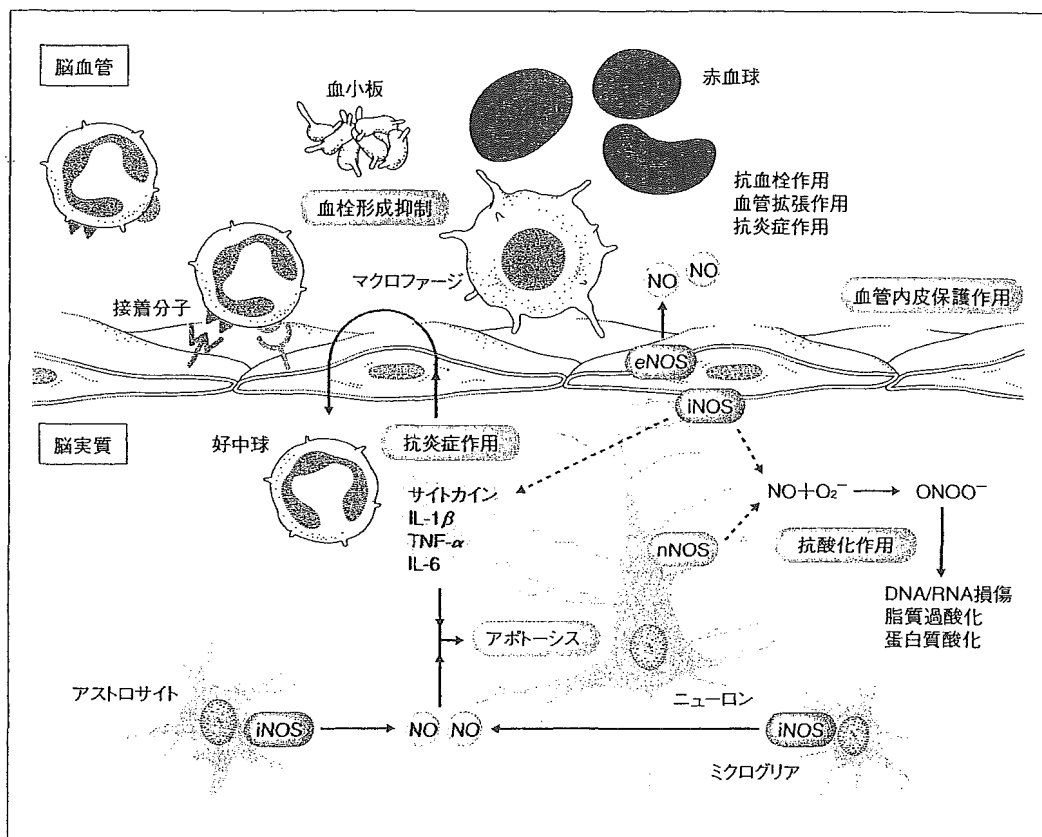 脳血管
血小板
赤血球
血栓形成抑制
抗血栓作用
血管拡張作用
抗炎症作用
マクロファージ
NO NO
接着分子
血管内皮保護作用
eNOS
iNOS
脳実質
好中球
抗炎症作用
サイトカイン
IL-1β
TNF-α
IL-6
NO+O₂⁻ → ONOO⁻
nNOS
抗酸化作用
DNA/RNA損傷
脂質過酸化
蛋白質酸化
アポトーシス
アストロサイト
ニューロン
iNOS
NO NO
iNOS
ミクログリア